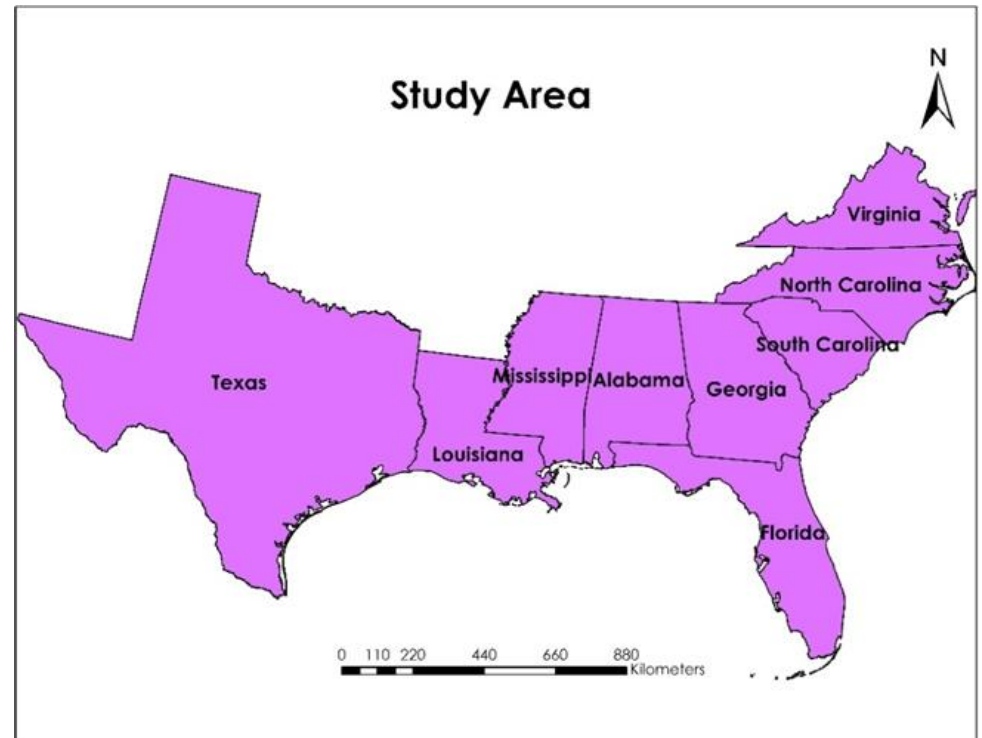 N
Study Area
Virginia
North Carolina
South Carolina
Texas
Mississippi
Alabama
Georgia
Louisiana
Florida
0 110 220 440 660 880
Kilometers